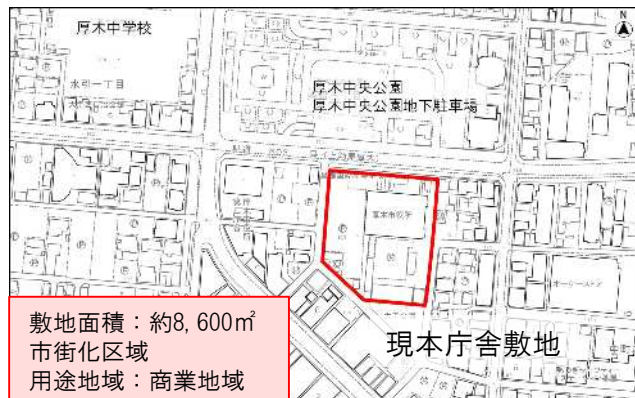 厚木中学校
N
水引一丁目
厚木中央公園
厚木中央公園地下駐車場
厚木市役所
現本庁舎敷地
敷地面積：約8,600㎡
市街化区域
用途地域：商業地域